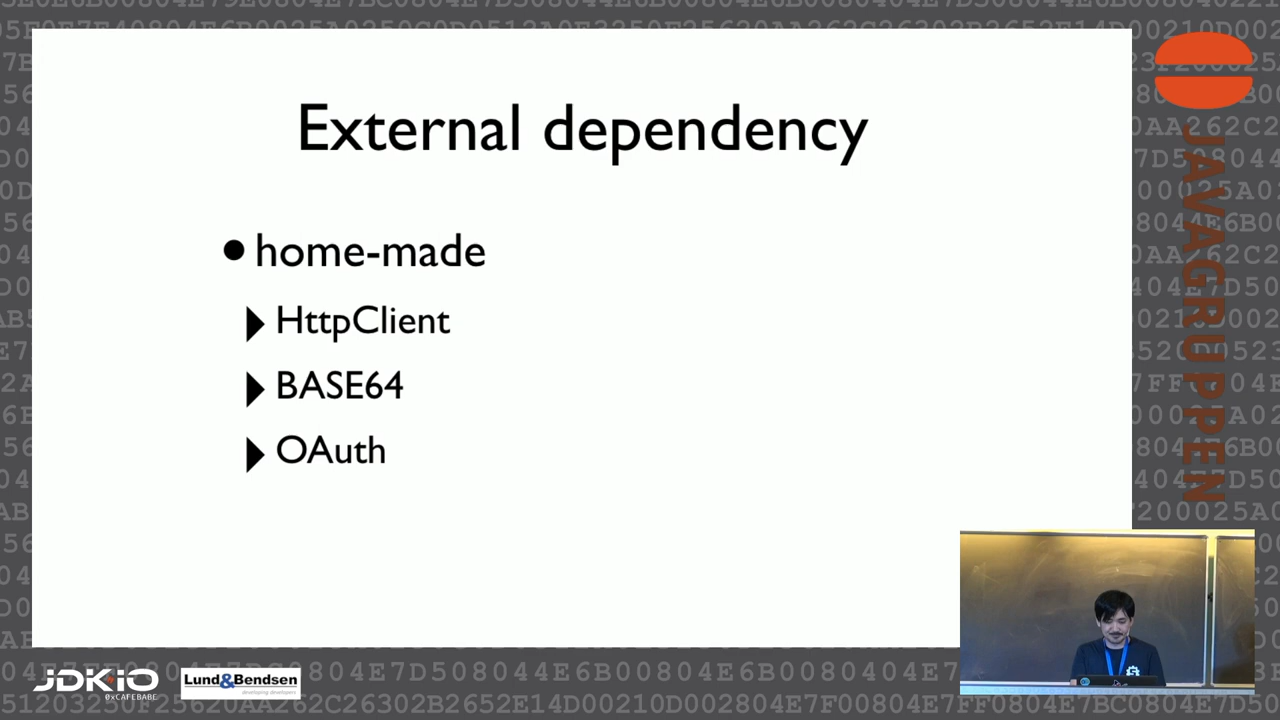 External dependency
home-made
HttpClient
BASE64
OAuth
JAVAGRUPPEN
JDKIO
0xCAFEBABE
Lund&Bendsen
developing developers